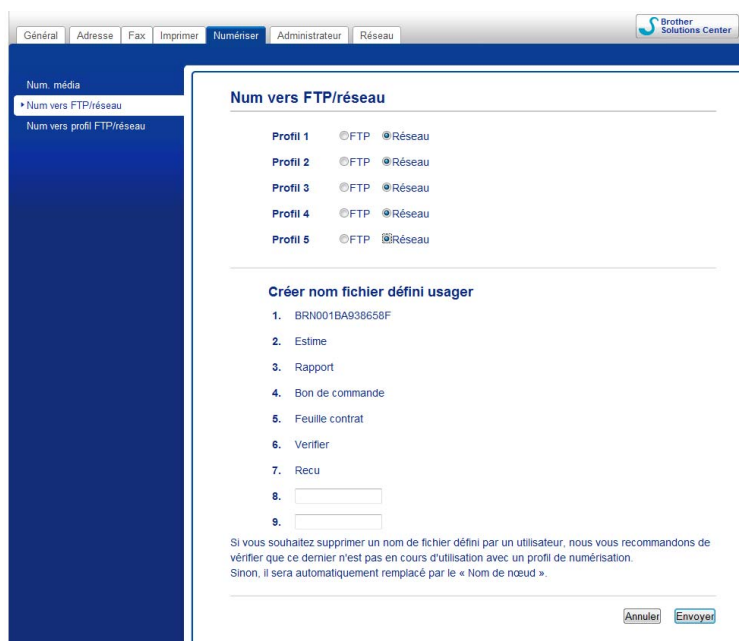 Général Adresse Fax Imprimer Numériser Administrateur Réseau
Brother
Solutions Center
Num. média
Num vers FTP/réseau
Num vers profil FTP/réseau
Num vers FTP/réseau
Profil 1 FTP Réseau
Profil 2 FTP Réseau
Profil 3 FTP Réseau
Profil 4 FTP Réseau
Profil 5 FTP Réseau
Créer nom fichier défini usager
1. BRN001BA938658F
2. Estime
3. Rapport
4. Bon de commande
5. Feuille contrat
6. Verifier
7. Recu
8.
9.
Si vous souhaitez supprimer un nom de fichier défini par un utilisateur, nous vous recommandons de
vérifier que ce dernier n'est pas en cours d'utilisation avec un profil de numérisation.
Sinon, il sera automatiquement remplacé par le « Nom de nœud ».
Annuler Envoyer